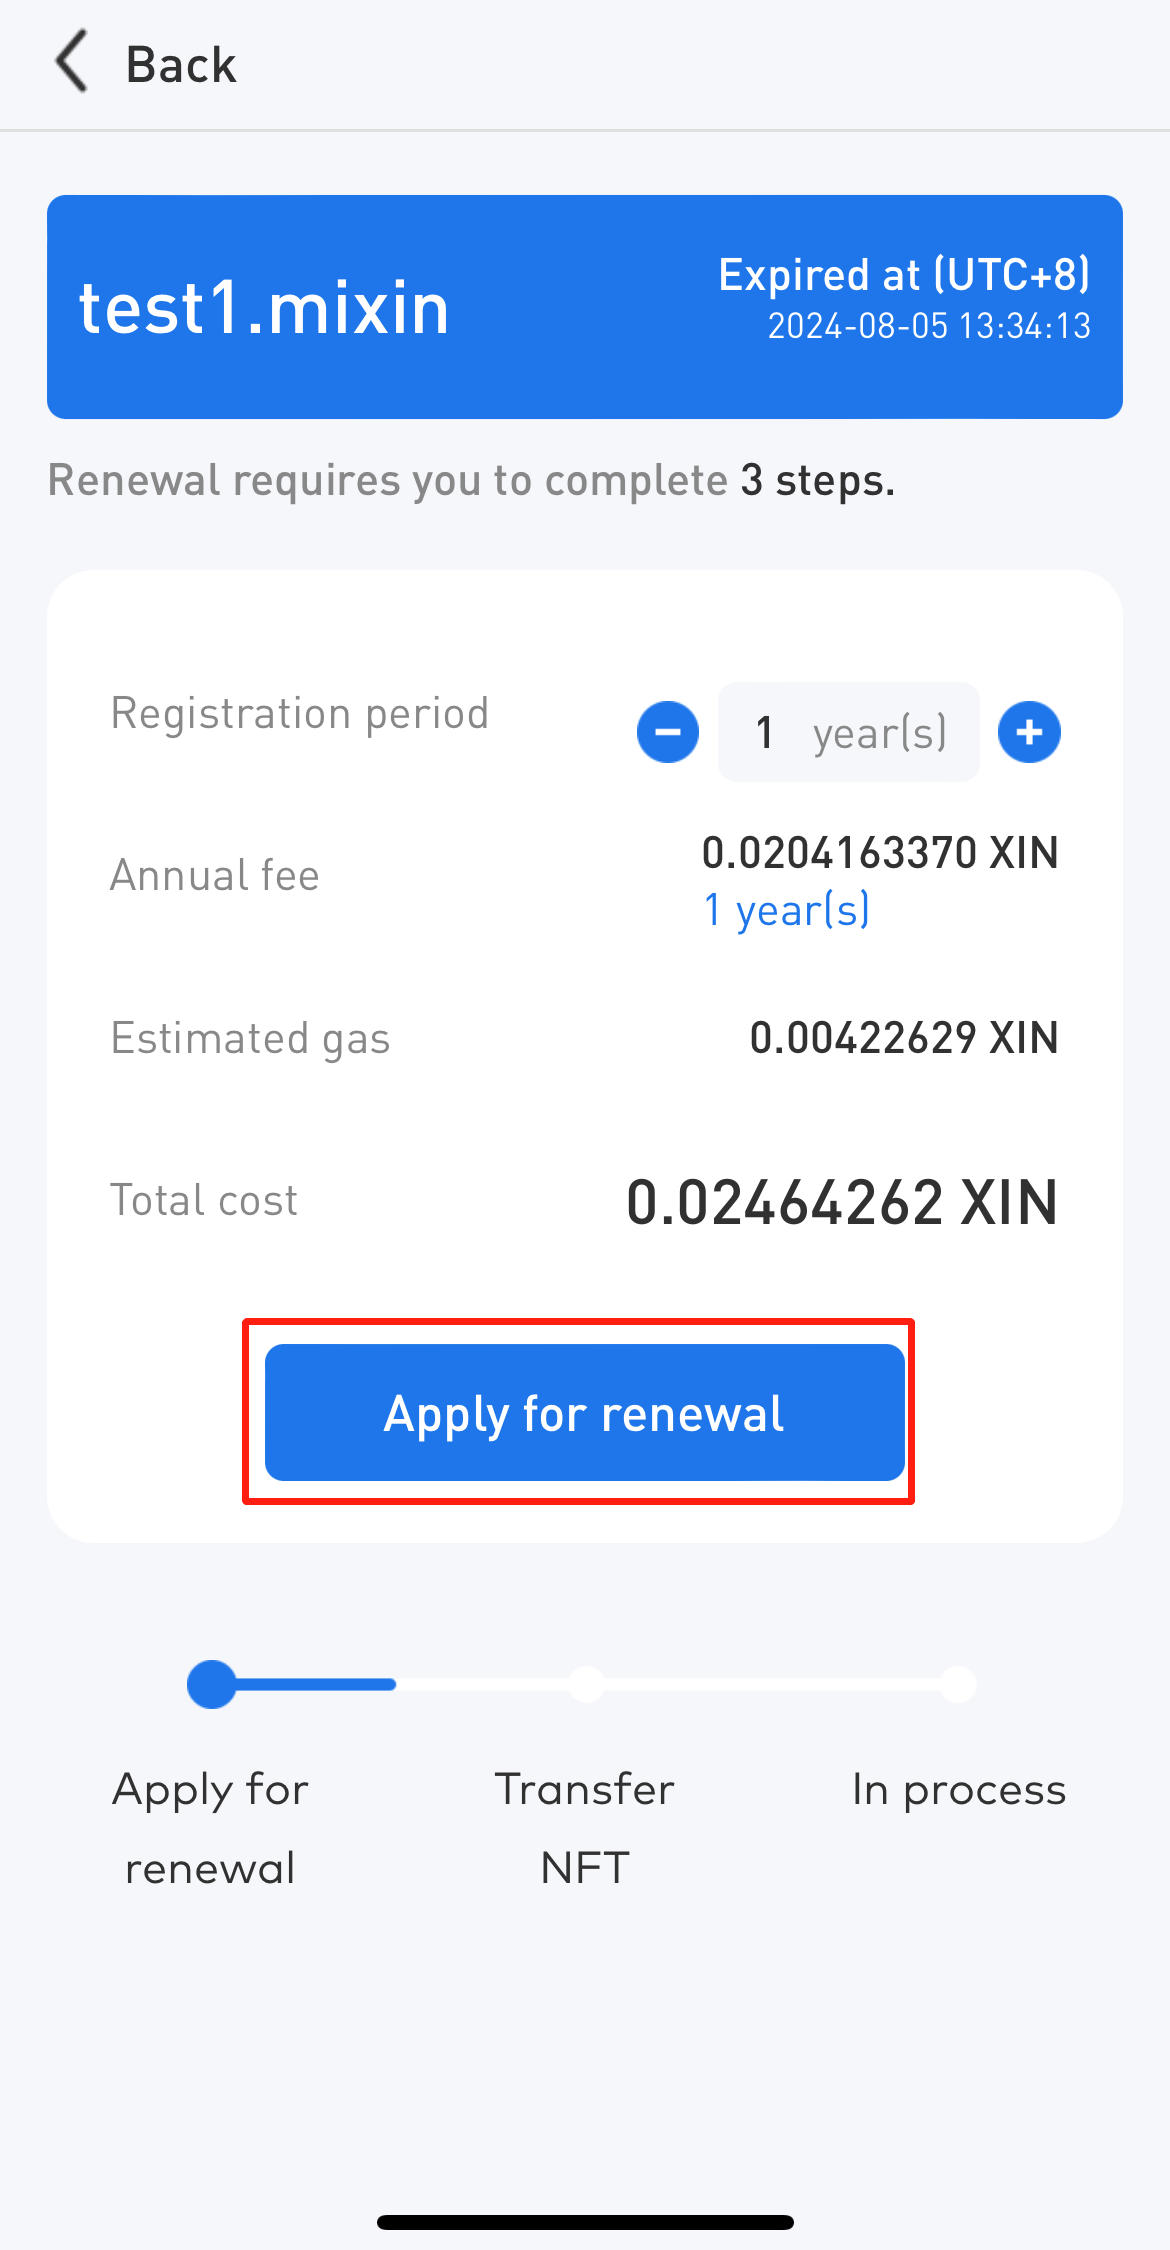 Back
test1.mixin
Expired at (UTC+8)
2024-08-05 13:34:13
Renewal requires you to complete 3 steps.
Registration period
1 year(s)
Annual fee
0.0204163370 XIN
1 year(s)
Estimated gas
0.00422629 XIN
Total cost
0.02464262 XIN
Apply for renewal
Apply for
renewal
Transfer
NFT
In process